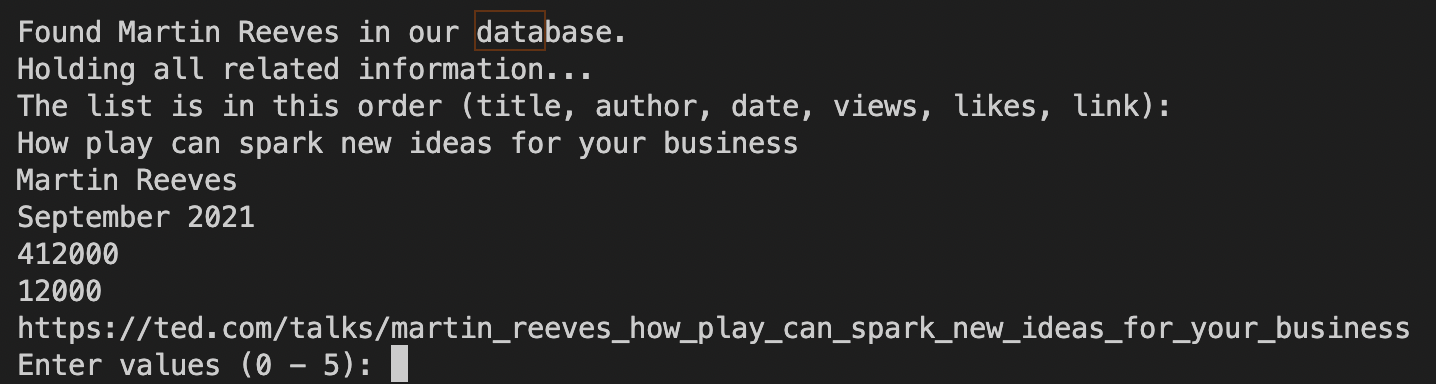 Found Martin Reeves in our database.
Holding all related information...
The list is in this order (title, author, date, views, likes, link):
How play can spark new ideas for your business
Martin Reeves
September 2021
412000
12000
https://ted.com/talks/martin_reeves_how_play_can_spark_new_ideas_for_your_business
Enter values (0 - 5):